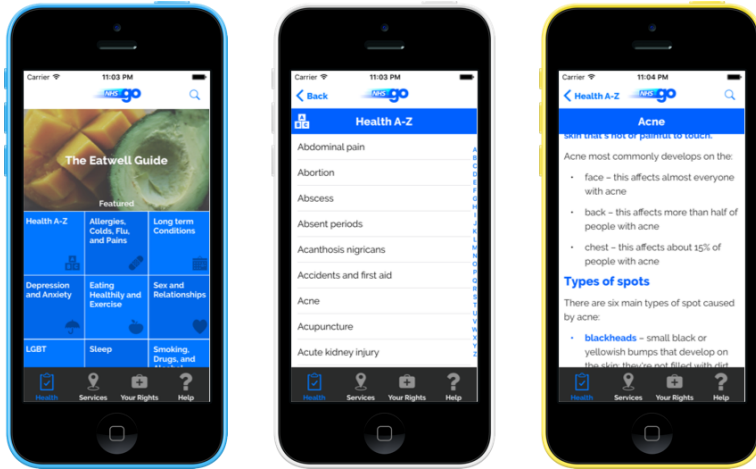 Carrier 11:03 PM
NHS go
The Eatwell Guide
Featured
Health A-Z
Allergies,
Colds, Flu,
and Pains
Long term
Conditions
Depression
and Anxiety
Eating
Healthily and
Exercise
Sex and
Relationships
LGBT
Sleep
Smoking,
Drugs, and
Alcohol
Health Services Your Rights Help
Carrier 11:03 PM
Back NHS go
A B C Health A-Z
Abdominal pain
Abortion
Abscess
Absent periods
Acanthosis nigricans
Accidents and first aid
Acne
Acupuncture
Acute kidney injury
A
B
C
D
E
F
G
H
I
J
K
L
M
N
O
P
Q
R
S
T
U
V
W
X
Y
Z
Health Services Your Rights Help
Carrier 11:04 PM
Health A-Z NHS go
Acne
skin that's hot or painful to touch.
Acne most commonly develops on the:
• face – this affects almost everyone
with acne
• back – this affects more than half of
people with acne
• chest – this affects about 15% of
people with acne
Types of spots
There are six main types of spot caused
by acne:
• blackheads – small black or
yellowish bumps that develop on
the skin; they're not filled with dirt,
Health Services Your Rights Help